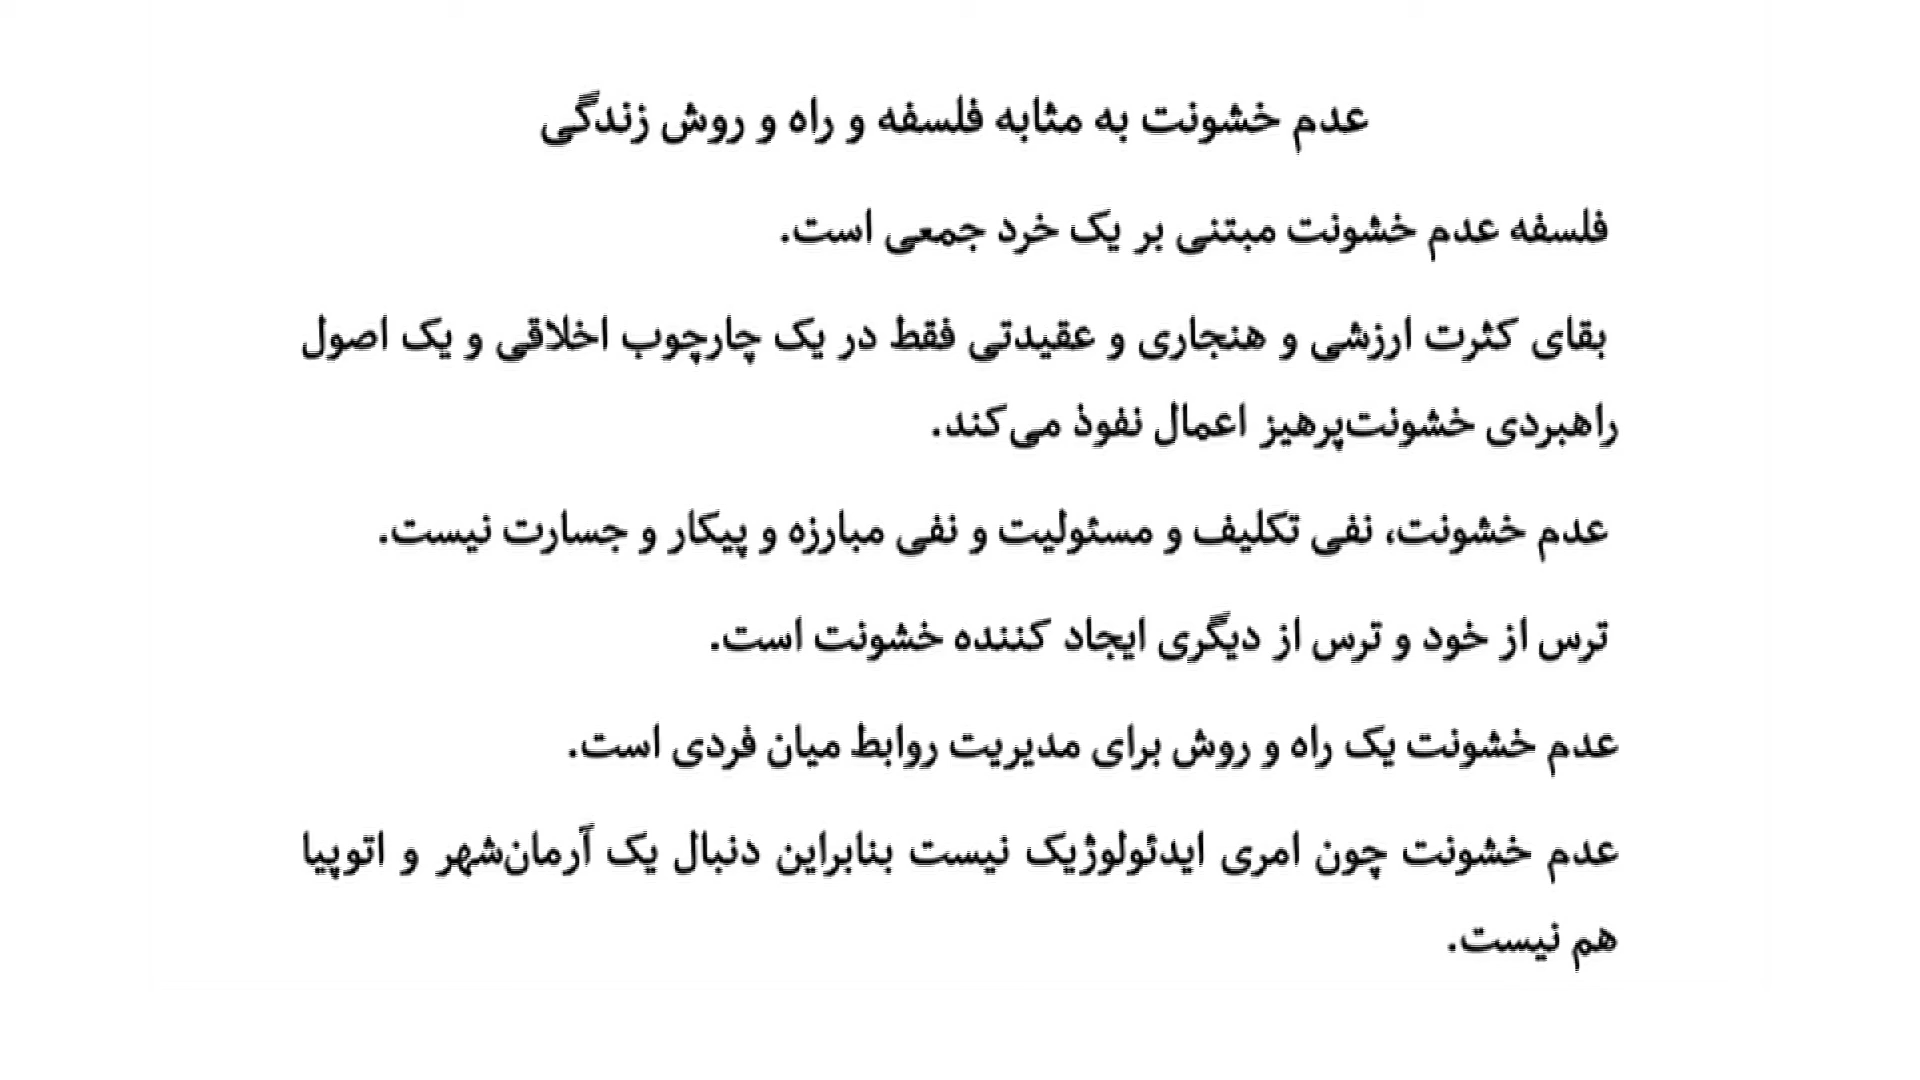 عدم خشونت به مثابه فلسفه و راه و روش زندگی
فلسفه عدم خشونت مبتنی بر یک خرد جمعی است.
بقای کثرت ارزشی و هنجاری و عقیدتی فقط در یک چارچوب اخلاقی و یک اصول
راهبردی خشونت‌پرهیز اعمال نفوذ می‌کند.
عدم خشونت، نفی تکلیف و مسئولیت و نفی مبارزه و پیکار و جسارت نیست.
ترس از خود و ترس از دیگری ایجاد کننده خشونت است.
عدم خشونت یک راه و روش برای مدیریت روابط میان فردی است.
عدم خشونت چون امری ایدئولوژیک نیست بنابراین دنبال یک آرمان‌شهر و اتوپیا
هم نیست.